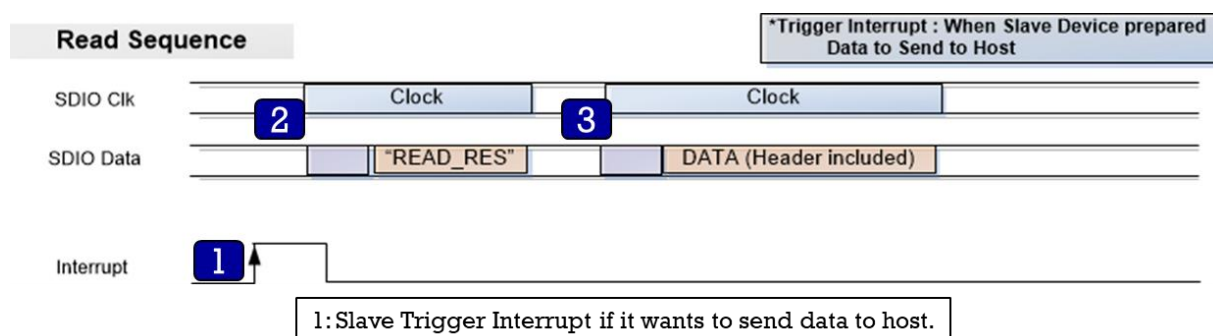 Read Sequence
*Trigger Interrupt : When Slave Device prepared
Data to Send to Host
SDIO Clk
Clock
Clock
2
3
SDIO Data
"READ_RES"
DATA (Header included)
Interrupt
1
1: Slave Trigger Interrupt if it wants to send data to host.